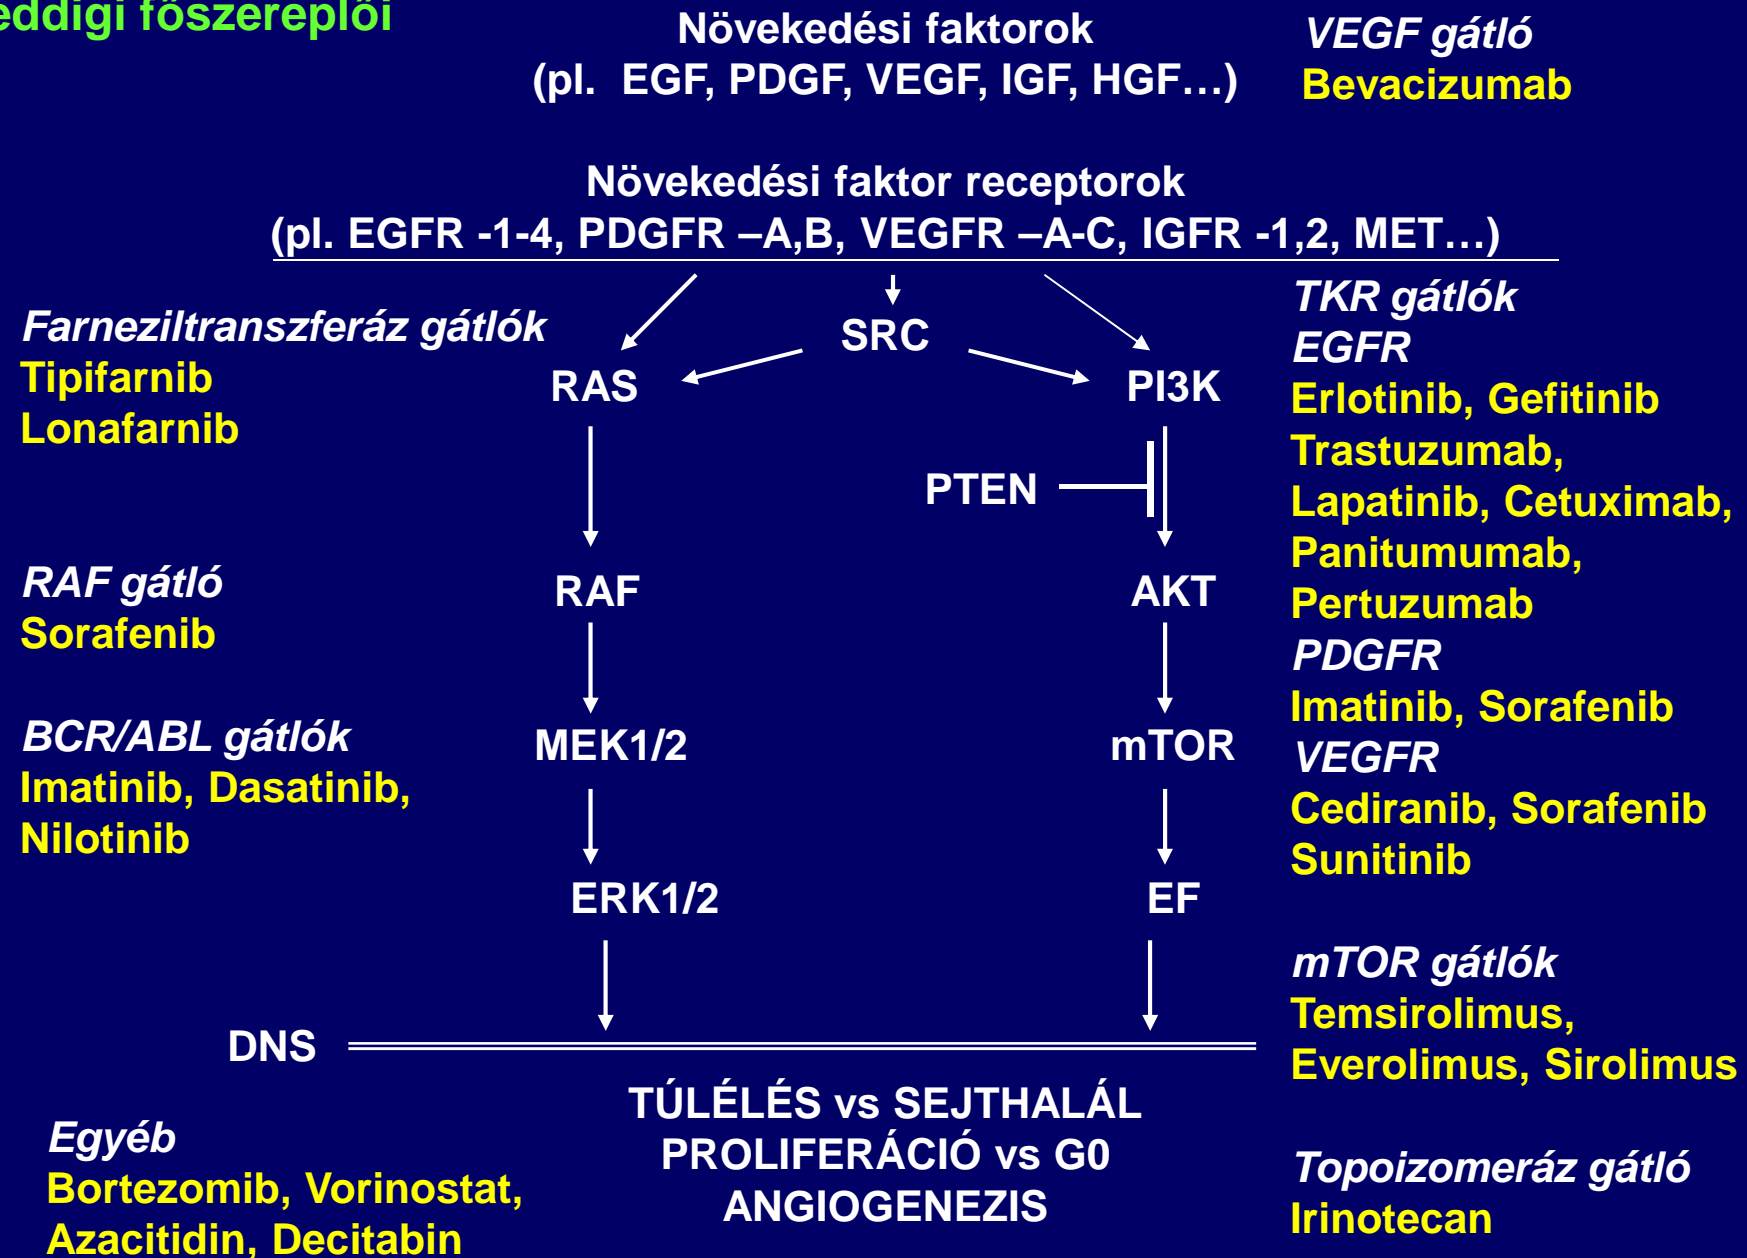 eddigi főszereplői
Növekedési faktorok
(pl. EGF, PDGF, VEGF, IGF, HGF…)
VEGF gátló
Bevacizumab
Növekedési faktor receptorok
(pl. EGFR -1-4, PDGFR –A,B, VEGFR –A-C, IGFR -1,2, MET…)
Farneziltranszferáz gátlók
Tipifarnib
Lonafarnib
RAF gátló
Sorafenib
BCR/ABL gátlók
Imatinib, Dasatinib,
Nilotinib
SRC
RAS
PI3K
PTEN
RAF
AKT
MEK1/2
mTOR
ERK1/2
EF
TKR gátlók
EGFR
Erlotinib, Gefitinib
Trastuzumab,
Lapatinib, Cetuximab,
Panitumumab,
Pertuzumab
PDGFR
Imatinib, Sorafenib
VEGFR
Cediranib, Sorafenib
Sunitinib
mTOR gátlók
Temsirolimus,
Everolimus, Sirolimus
DNS
TÚLÉLÉS vs SEJTHALÁL
PROLIFERÁCIÓ vs G0
ANGIOGENEZIS
Egyéb
Bortezomib, Vorinostat,
Azacitidin, Decitabin
Topoizomeráz gátló
Irinotecan